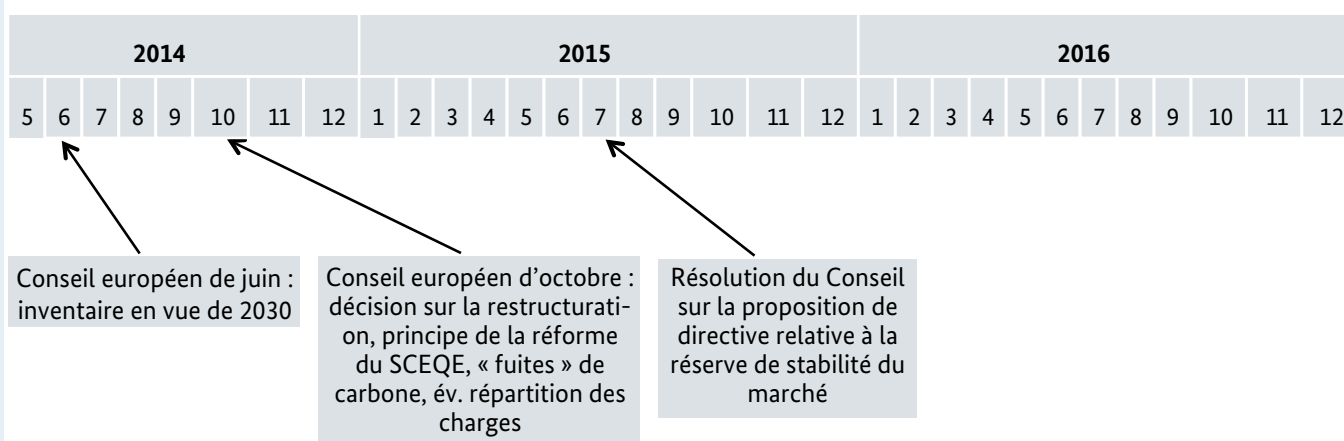 2014 2015 2016
5 6 7 8 9 10 11 12 1 2 3 4 5 6 7 8 9 10 11 12 1 2 3 4 5 6 7 8 9 10 11 12
Conseil européen de juin :
inventaire en vue de 2030
Conseil européen d’octobre :
décision sur la restructurati-
on, principe de la réforme
du SCEQE, « fuites » de
carbone, év. répartition des
charges
Résolution du Conseil
sur la proposition de
directive relative à la
réserve de stabilité du
marché